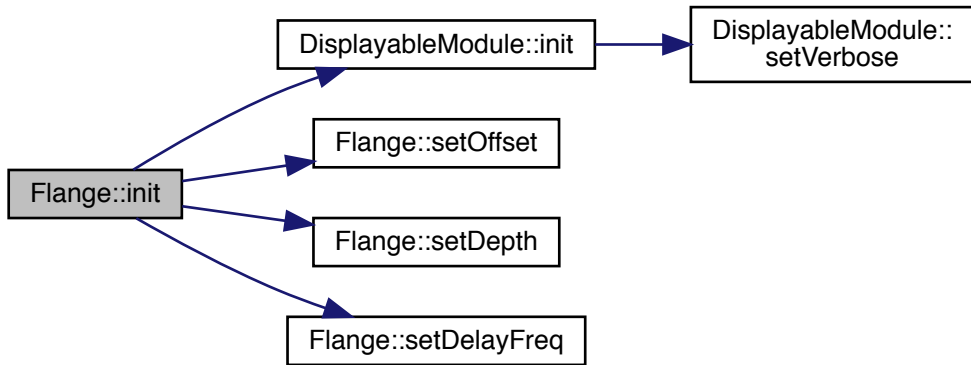 DisplayableModule::init
DisplayableModule::
setVerbose
Flange::setOffset
Flange::init
Flange::setDepth
Flange::setDelayFreq